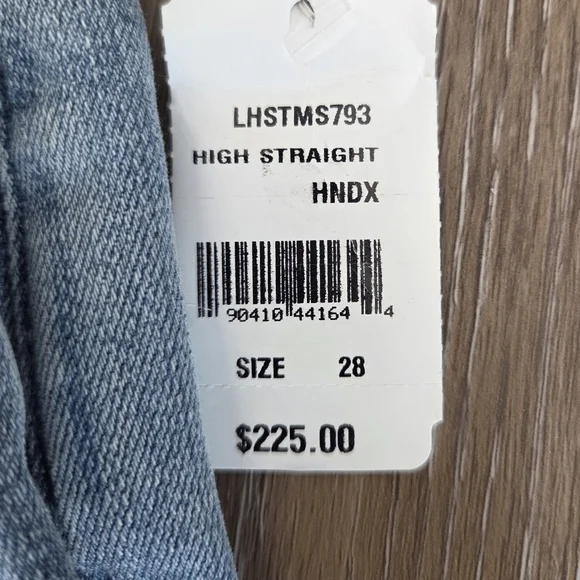 LHSTMS793
HIGH STRAIGHT
HNDX
90410 44164 4
SIZE 28
$225.00